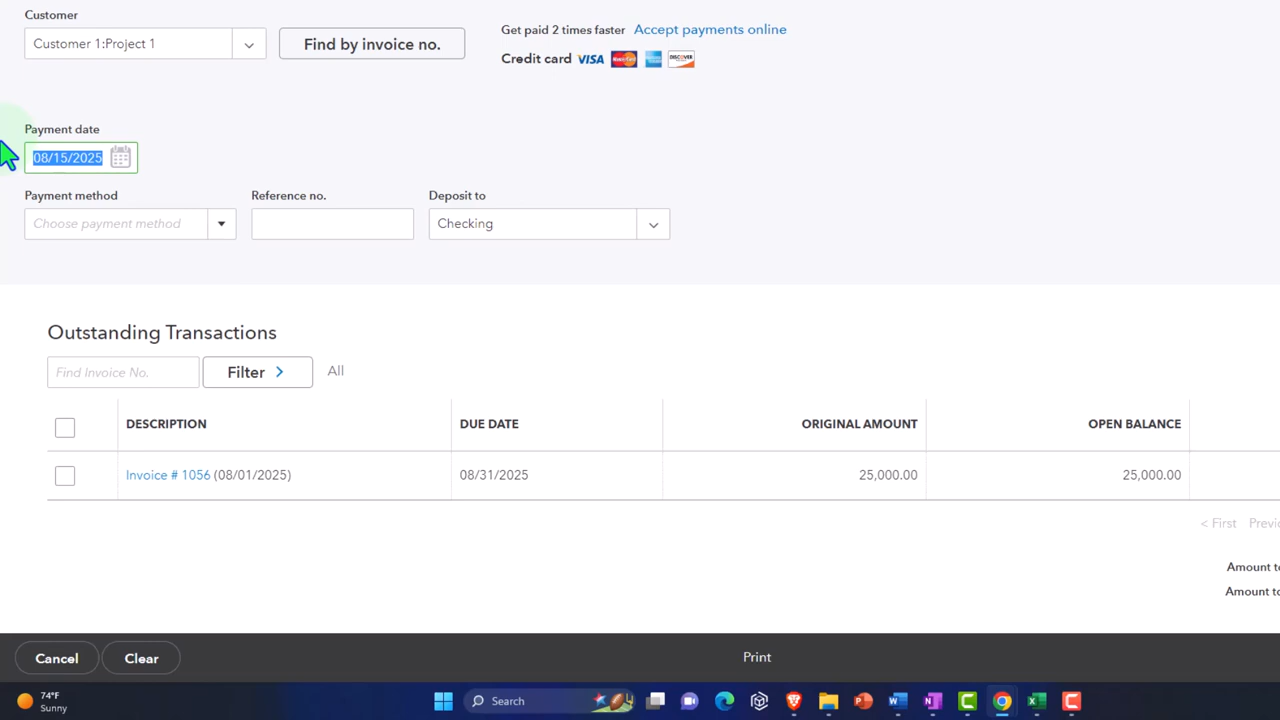 Customer
Customer 1:Project 1
Find by invoice no.
Get paid 2 times faster Accept payments online
Credit card VISA
Payment date
08/15/2025
Payment method
Reference no.
Deposit to
Choose payment method
Checking
Outstanding Transactions
Find Invoice No.
Filter
All
DESCRIPTION
DUE DATE
ORIGINAL AMOUNT
OPEN BALANCE
Invoice # 1056 (08/01/2025)
08/31/2025
25,000.00
25,000.00
< First
Amount
Amount
Cancel
Clear
Print
74°F
Sunny
Search